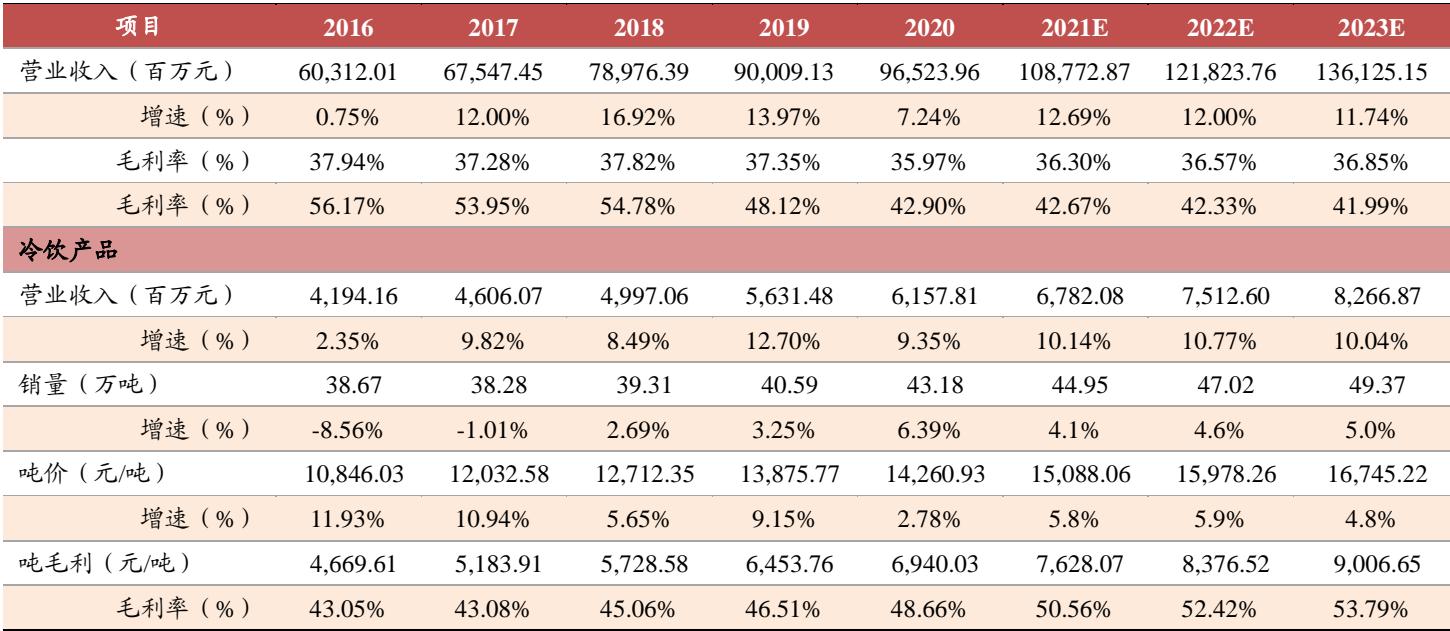 项目 2016 2017 2018 2019 2020 2021E 2022E 2023E
营业收入（百万元） 60,312.01 67,547.45 78,976.39 90,009.13 96,523.96 108,772.87 121,823.76 136,125.15
增速（%） 0.75% 12.00% 16.92% 13.97% 7.24% 12.69% 12.00% 11.74%
毛利率（%） 37.94% 37.28% 37.82% 37.35% 35.97% 36.30% 36.57% 36.85%
毛利率（%） 56.17% 53.95% 54.78% 48.12% 42.90% 42.67% 42.33% 41.99%
冷饮产品
营业收入（百万元） 4,194.16 4,606.07 4,997.06 5,631.48 6,157.81 6,782.08 7,512.60 8,266.87
增速（%） 2.35% 9.82% 8.49% 12.70% 9.35% 10.14% 10.77% 10.04%
销量（万吨） 38.67 38.28 39.31 40.59 43.18 44.95 47.02 49.37
增速（%） -8.56% -1.01% 2.69% 3.25% 6.39% 4.1% 4.6% 5.0%
吨价（元/吨） 10,846.03 12,032.58 12,712.35 13,875.77 14,260.93 15,088.06 15,978.26 16,745.22
增速（%） 11.93% 10.94% 5.65% 9.15% 2.78% 5.8% 5.9% 4.8%
吨毛利（元/吨） 4,669.61 5,183.91 5,728.58 6,453.76 6,940.03 7,628.07 8,376.52 9,006.65
毛利率（%） 43.05% 43.08% 45.06% 46.51% 48.66% 50.56% 52.42% 53.79%